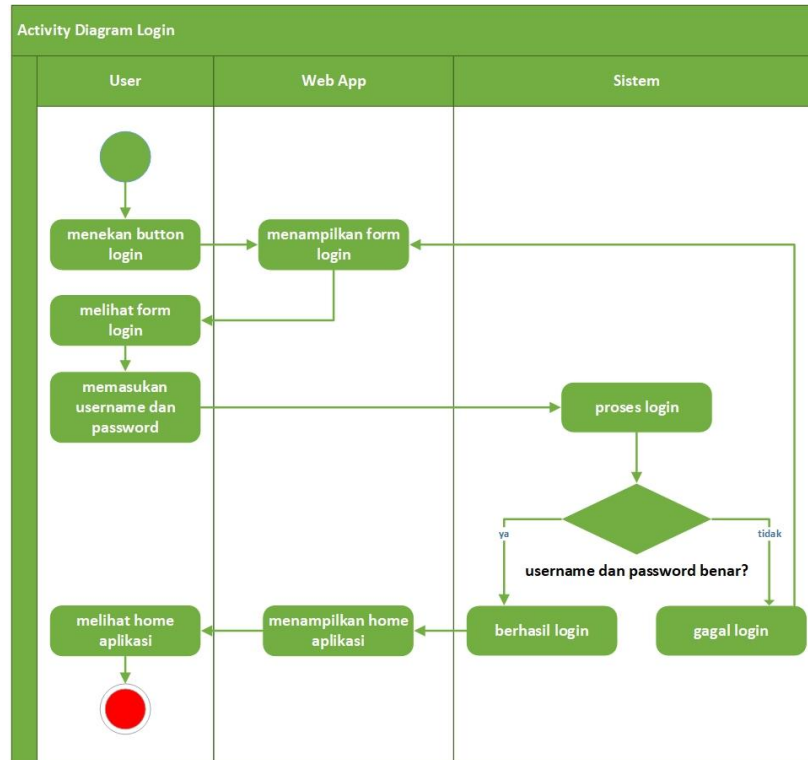 Activity Diagram Login
User
Web App
Sistem
menekan button
login
menampilkan form
login
melihat form
login
memasukan
username dan
password
proses login
ya
tidak
username dan password benar?
melihat home
aplikasi
menampilkan home
aplikasi
berhasil login
gagal login